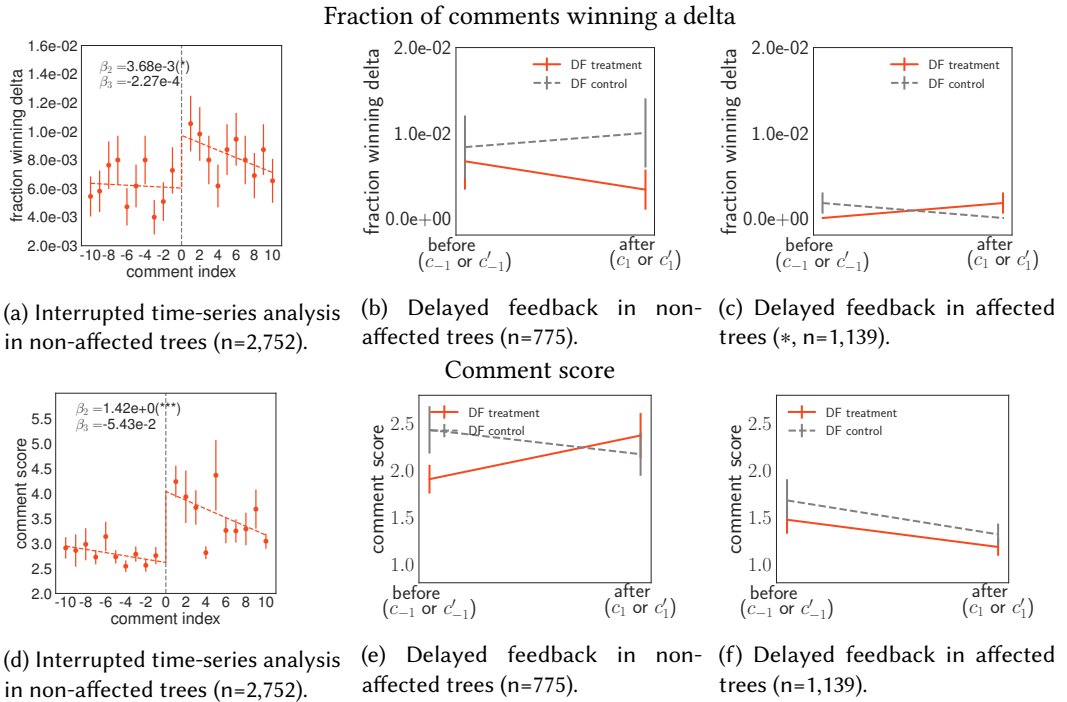 Fraction of comments winning a delta
fraction winning delta
1.6e-02
1.4e-02
1.2e-02
1.0e-02
8.0e-03
6.0e-03
4.0e-03
2.0e-03
β₂ =3.68e-3(*)
β₃ =-2.27e-4
-10 -8 -6 -4 -2 0 2 4 6 8 10
comment index
fraction winning delta
2.0e-02
1.0e-02
0.0e+00
DF treatment
DF control
before
(c₋₁ or c′₋₁)
after
(c₁ or c′₁)
fraction winning delta
2.0e-02
1.0e-02
0.0e+00
DF treatment
DF control
before
(c₋₁ or c′₋₁)
after
(c₁ or c′₁)
(a) Interrupted time-series analysis
in non-affected trees (n=2,752).
(b) Delayed feedback in non-
affected trees (n=775).
(c) Delayed feedback in affected
trees (∗, n=1,139).
Comment score
comment score
5.5
5.0
4.5
4.0
3.5
3.0
2.5
2.0
β₂ =1.42e+0(***)
β₃ =-5.43e-2
-10 -8 -6 -4 -2 0 2 4 6 8 10
comment index
comment score
2.5
2.0
1.5
1.0
DF treatment
DF control
before
(c₋₁ or c′₋₁)
after
(c₁ or c′₁)
comment score
2.5
2.0
1.5
1.0
DF treatment
DF control
before
(c₋₁ or c′₋₁)
after
(c₁ or c′₁)
(d) Interrupted time-series analysis
in non-affected trees (n=2,752).
(e) Delayed feedback in non-
affected trees (n=775).
(f) Delayed feedback in affected
trees (n=1,139).